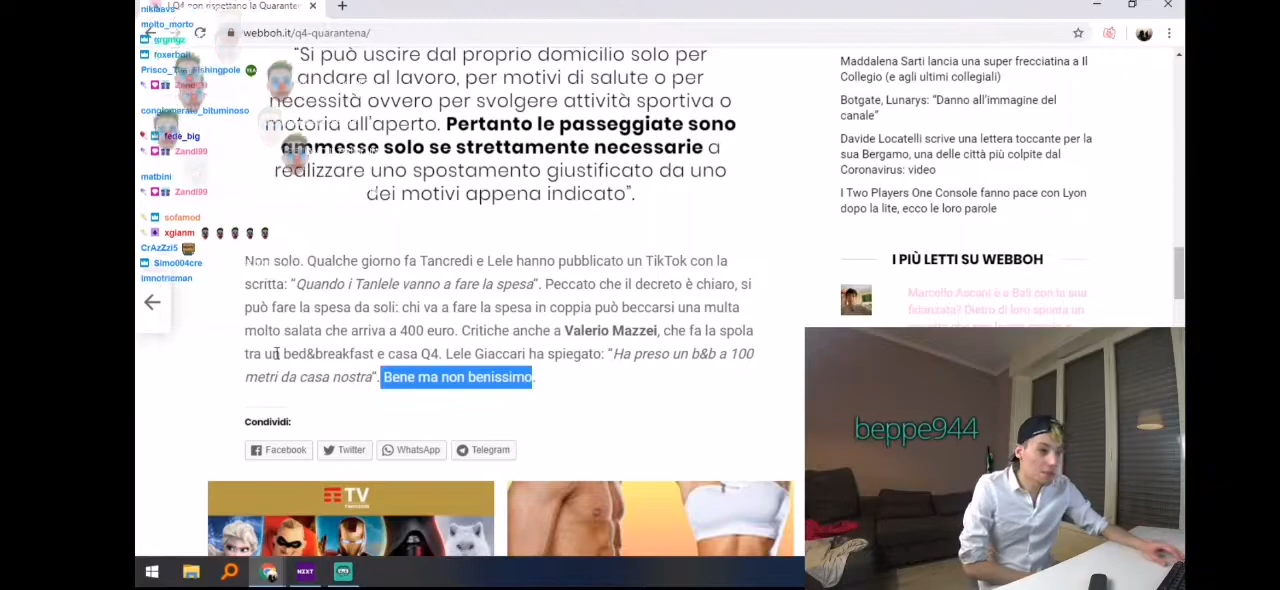 Q4 non rispettano la Quaranten
webboh.it/q4-quarantena/
nikilaavs
molto_morto
grgmgz
foxerboii
Prisco_The_Fishingpole
Zandi99
conglomerato_bituminoso
fede_big
Zandi99
matbini
Zandi99
sofamod
xgianm
CrAzZzi5
Simo004cre
imnotricman
“Si può uscire dal proprio domicilio solo per
andare al lavoro, per motivi di salute o per
necessità ovvero per svolgere attività sportiva o
motoria all’aperto. Pertanto le passeggiate sono
ammesse solo se strettamente necessarie a
realizzare uno spostamento giustificato da uno
dei motivi appena indicato”.
Non solo. Qualche giorno fa Tancredi e Lele hanno pubblicato un TikTok con la
scritta: “Quando i Tanlele vanno a fare la spesa“. Peccato che il decreto è chiaro, si
può fare la spesa da soli: chi va a fare la spesa in coppia può beccarsi una multa
molto salata che arriva a 400 euro. Critiche anche a Valerio Mazzei, che fa la spola
tra un bed&breakfast e casa Q4. Lele Giaccari ha spiegato: “Ha preso un b&b a 100
metri da casa nostra“. Bene ma non benissimo.
Condividi:
Facebook
Twitter
WhatsApp
Telegram
TV
Maddalena Sarti lancia una super frecciatina a Il
Collegio (e agli ultimi collegiali)
Botgate, Lunarys: “Danno all’immagine del
canale”
Davide Locatelli scrive una lettera toccante per la
sua Bergamo, una delle città più colpite dal
Coronavirus: video
I Two Players One Console fanno pace con Lyon
dopo la lite, ecco le loro parole
I PIÙ LETTI SU WEBBOH
Marcello Ascani è a Bali con la sua
fidanzata? Dietro di loro spunta un
beppe944
NZXT